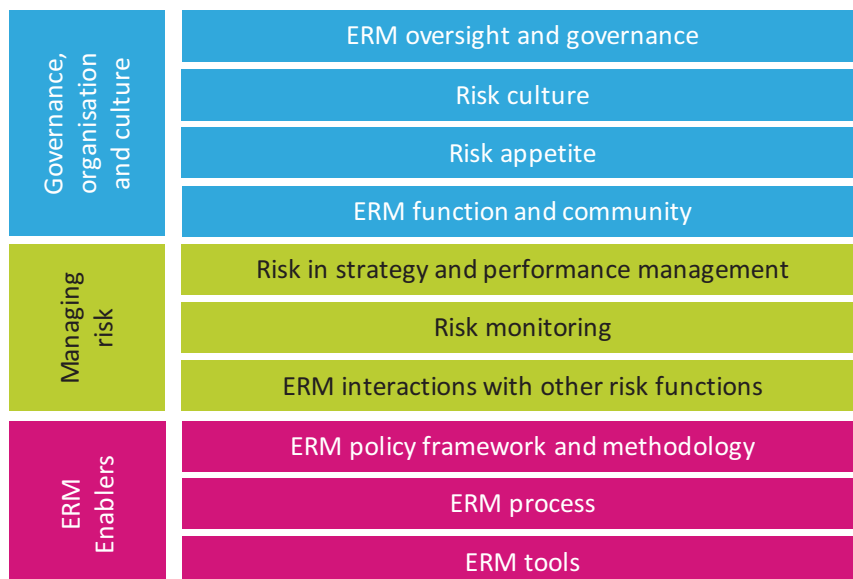 Governance,
organisation
and culture
ERM oversight and governance
Risk culture
Risk appetite
ERM function and community
Managing
risk
Risk in strategy and performance management
Risk monitoring
ERM interactions with other risk functions
ERM
Enablers
ERM policy framework and methodology
ERM process
ERM tools